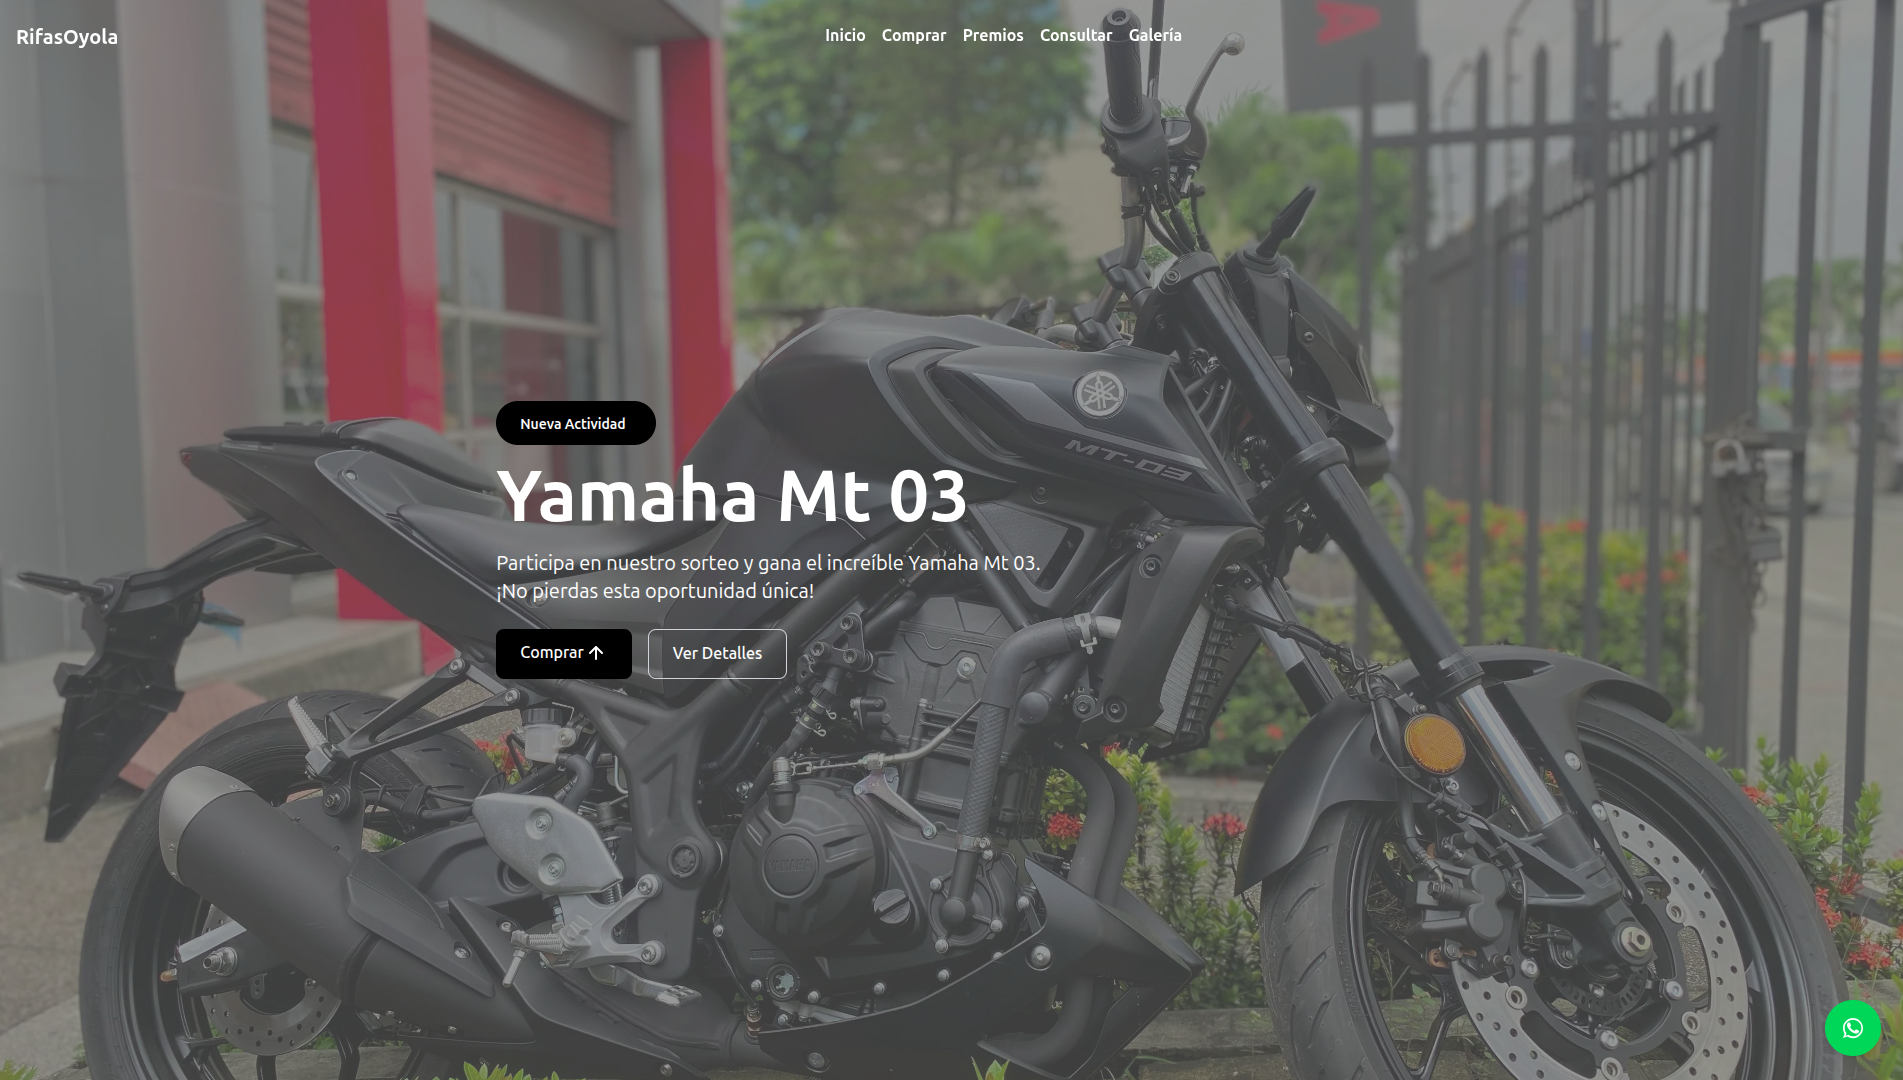 RifasOyola
Inicio Comprar Premios Consultar Galería
A
Nueva Actividad
MT-03
Yamaha Mt 03
Participa en nuestro sorteo y gana el increíble Yamaha Mt 03.
¡No pierdas esta oportunidad única!
Comprar
Ver Detalles
YAMAHA